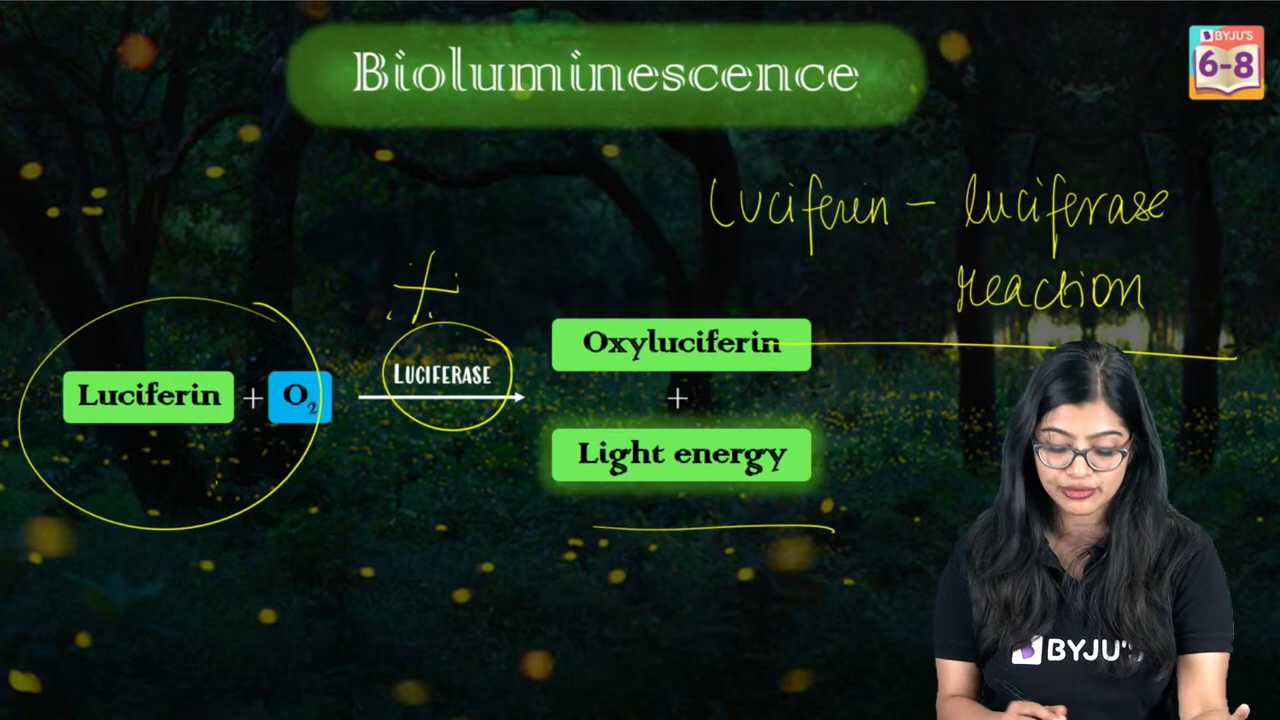 Bioluminescence
BYJU'S
6-8
Luciferin - luciferase
reaction
Luciferin + O₂
LUCIFERASE
Oxyluciferin
+
Light energy
BYJU'S